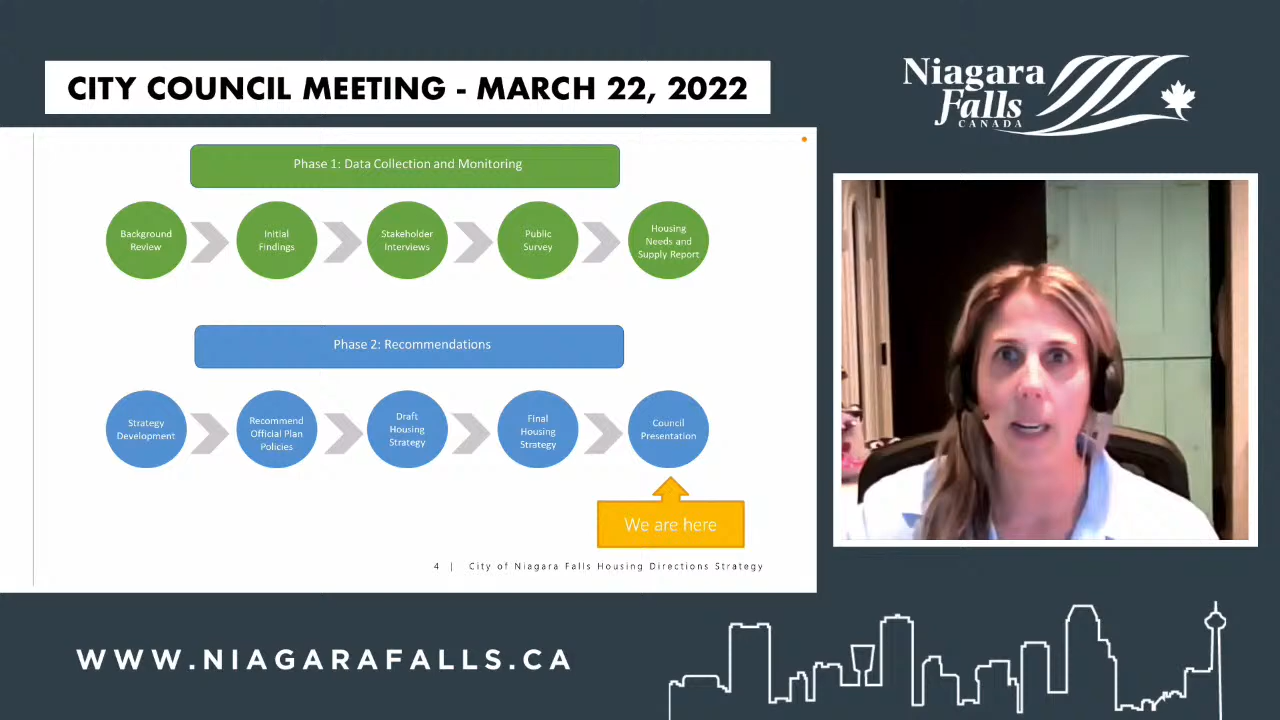 CITY COUNCIL MEETING - MARCH 22, 2022
Niagara
Falls
CANADA
Phase 1: Data Collection and Monitoring
Background
Review
Initial
Findings
Stakeholder
Interviews
Public
Survey
Housing
Needs and
Supply Report
Phase 2: Recommendations
Strategy
Development
Recommend
Official Plan
Policies
Draft
Housing
Strategy
Final
Housing
Strategy
Council
Presentation
We are here
4 | City of Niagara Falls Housing Directions Strategy
WWW.NIAGARAFALLS.CA